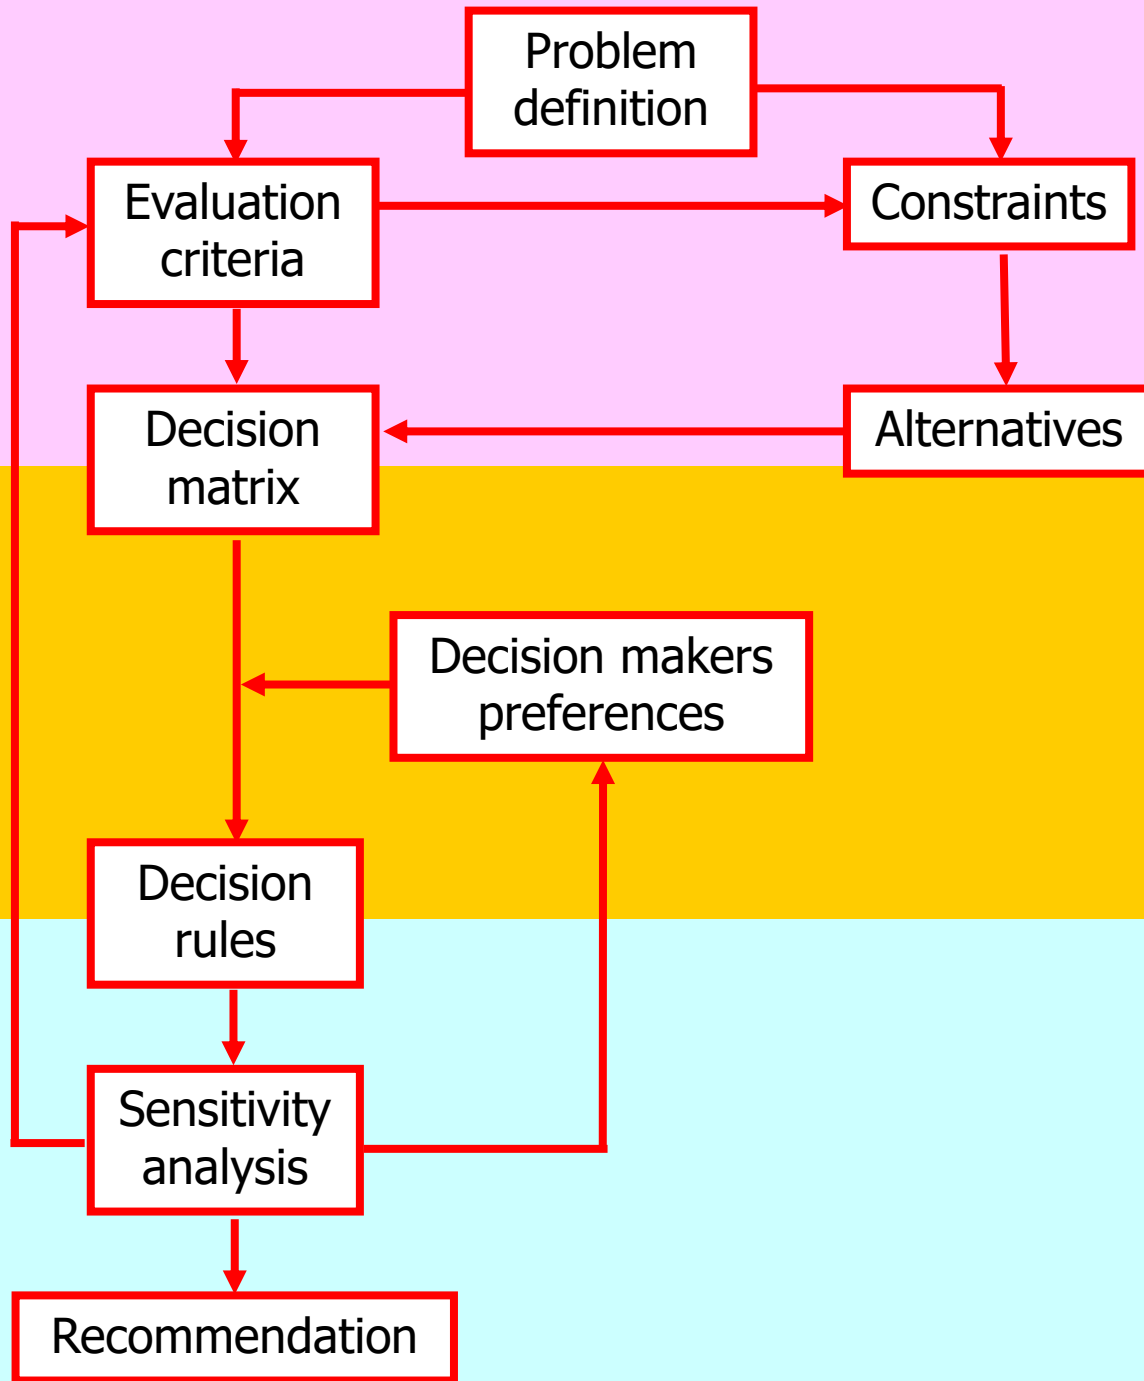 Problem
definition
Evaluation
criteria
Constraints
Decision
matrix
Alternatives
Decision makers
preferences
Decision
rules
Sensitivity
analysis
Recommendation